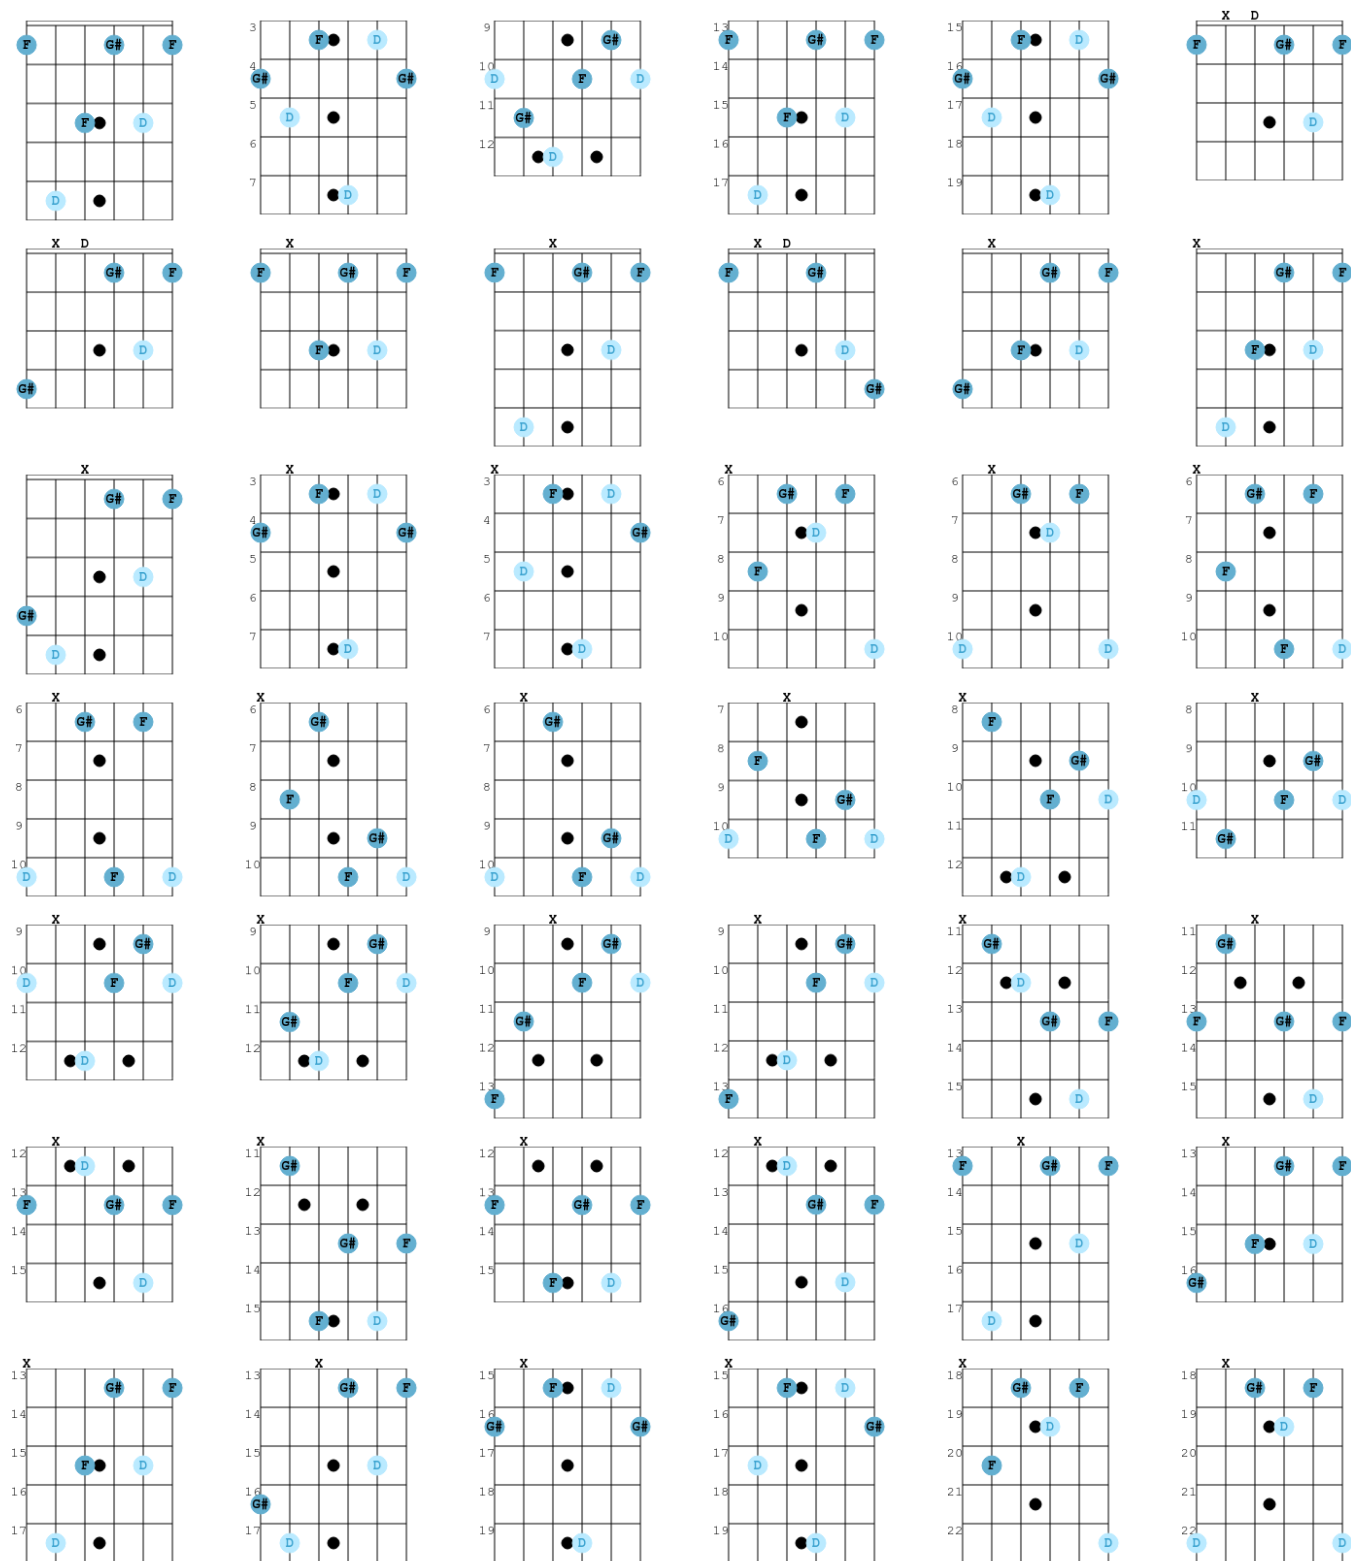 F G# F
F D
D
3 F D
4
G# G#
5 D
6
7 D
9 G#
10
D F D
11 G#
12 D
13
F G# F
14
15 F D
16
17 D
15 F D
16
G# G#
17 D
18
19 D
X D
F G# F
D
X D
G# F
D
G#
X
F G# F
F D
X
F G# F
D
D
X D
F G#
D
G#
X
G# F
F D
G#
X
G# F
F D
D
X
G# F
D
G#
D
X
3 F D
4
G# G#
5
6
7 D
X
3 F D
4 G#
5 D
6
7 D
X
6 G# F
7 D
8 F
9
10 D
X
6 G# F
7 D
8
9
10
D D
X
6 G# F
7
8 F
9
10 F D
X
6 G# F
7
8
9
10
D F D
X
6 G#
7
8 F
9 G#
10 F D
X
6 G#
7
8
9 G#
10
D F D
X
7
8 F
9 G#
10
D F D
X
8 F
9 G#
10 F D
11
12 D
X
8
9 G#
10
D F D
11 G#
X
9 G#
10
D F D
11
12 D
X
9 G#
10 F D
11 G#
12 D
X
9 G#
10 F D
11 G#
12
13
F
X
9 G#
10 F D
11
12 D
13
F
X
11 G#
12 D
13 G# F
14
15 D
X
11 G#
12
13
F G# F
14
15 D
X
12 D
13
F G# F
14
15 D
X
11 G#
12
13 G# F
14
15 F D
X
12
13
F G# F
14
15 F D
X
12 D
13 G# F
14
15 D
16
G#
X
13
F G# F
14
15 D
16
17 D
X
13 G# F
14
15 F D
16
G#
X
13 G# F
14
15 F D
16
17 D
X
13 G# F
14
15 D
16
G#
17 D
X
15 F D
16
G# G#
17
18
19 D
X
15 F D
16 G#
17 D
18
19 D
X
18 G# F
19 D
20 F
21
22 D
X
18 G# F
19 D
20
21
22
D D